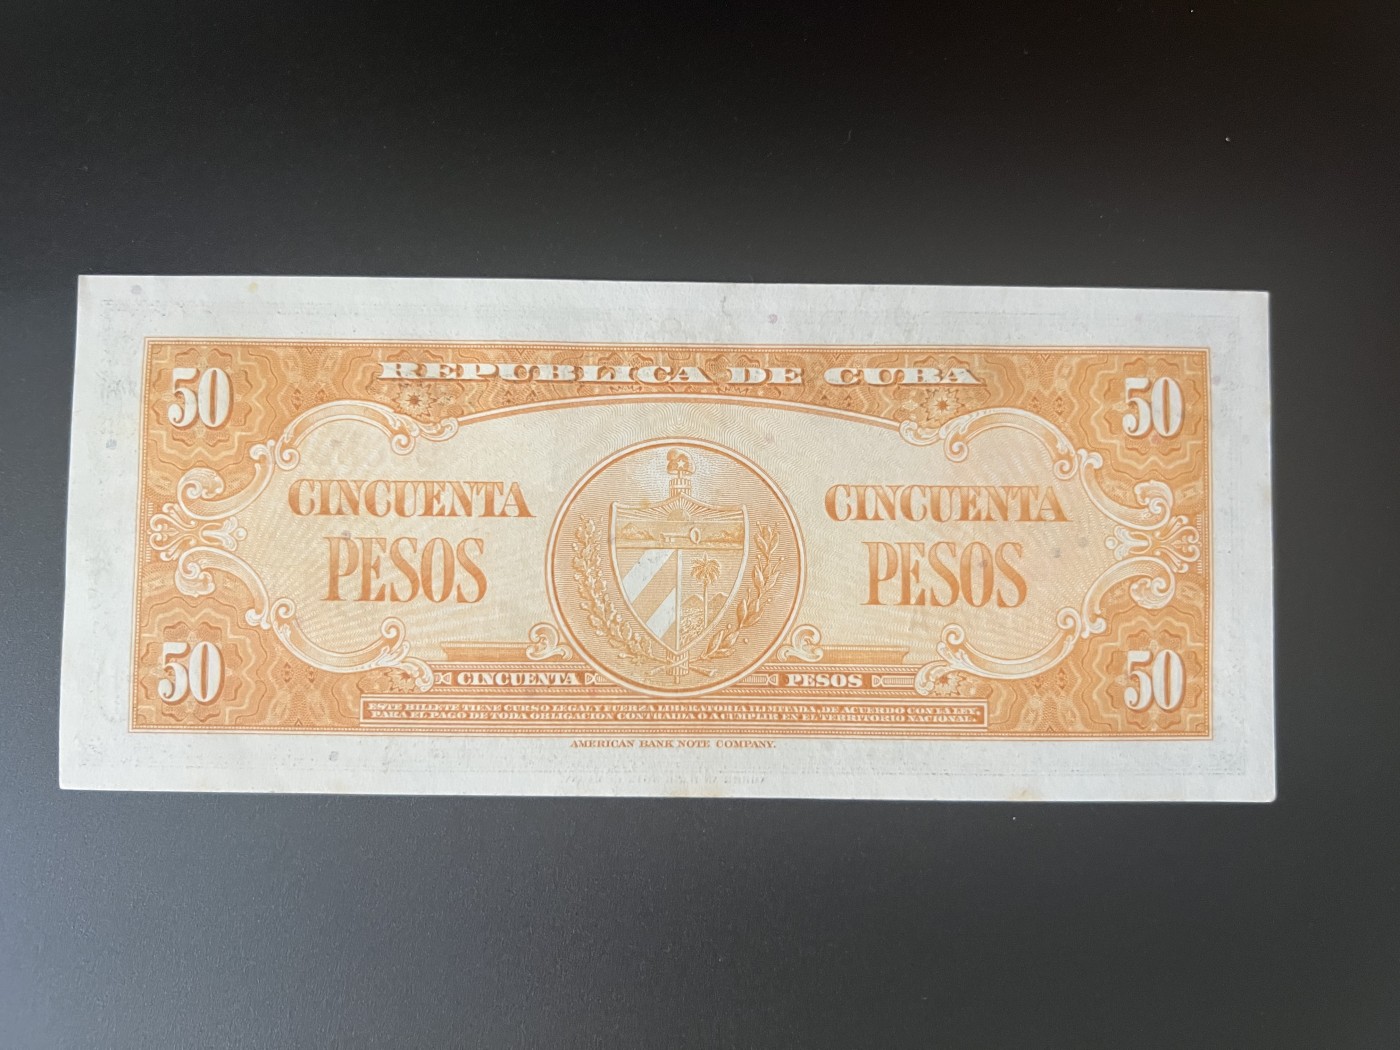 50 REPUBLICA DE CUBA 50
CINCUENTA CINCUENTA
PESOS PESOS
50 CINCUENTA PESOS 50
ESTE BILLETE TIENE CURSO LEGAL Y FUERZA LIBERATORIA ILIMITADA, DE ACUERDO CON LA LEY,
PARA EL PAGO DE TODA OBLIGACION CONTRAIDA O A CUMPLIR EN EL TERRITORIO NACIONAL.
AMERICAN BANK NOTE COMPANY.